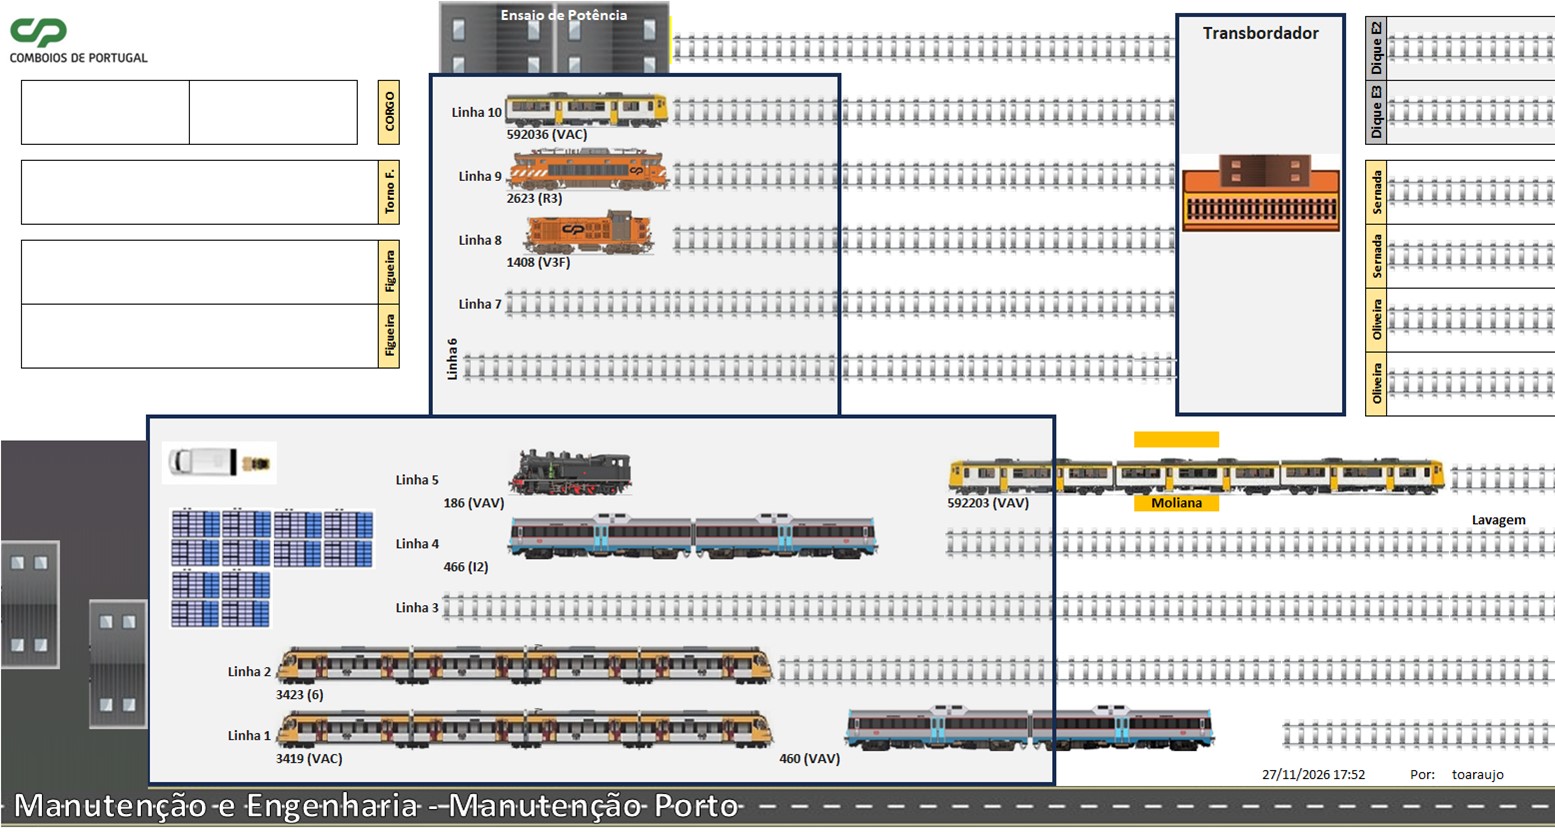 COMBOIOS DE PORTUGAL
Ensaio de Potência
Transbordador
Dique E2
Dique E3
CORGO
Torno F.
Figueira
Figueira
Linha 10
592036 (VAC)
Linha 9
2623 (R3)
Linha 8
1408 (V3F)
Linha 7
Linha 6
Sernada
Sernada
Oliveira
Oliveira
Linha 5
186 (VAV)
592203 (VAV)
Moliana
Lavagem
Linha 4
466 (I2)
Linha 3
Linha 2
3423 (6)
Linha 1
3419 (VAC)
460 (VAV)
27/11/2026 17:52 Por: toaraujo
Manutenção e Engenharia - Manutenção Porto